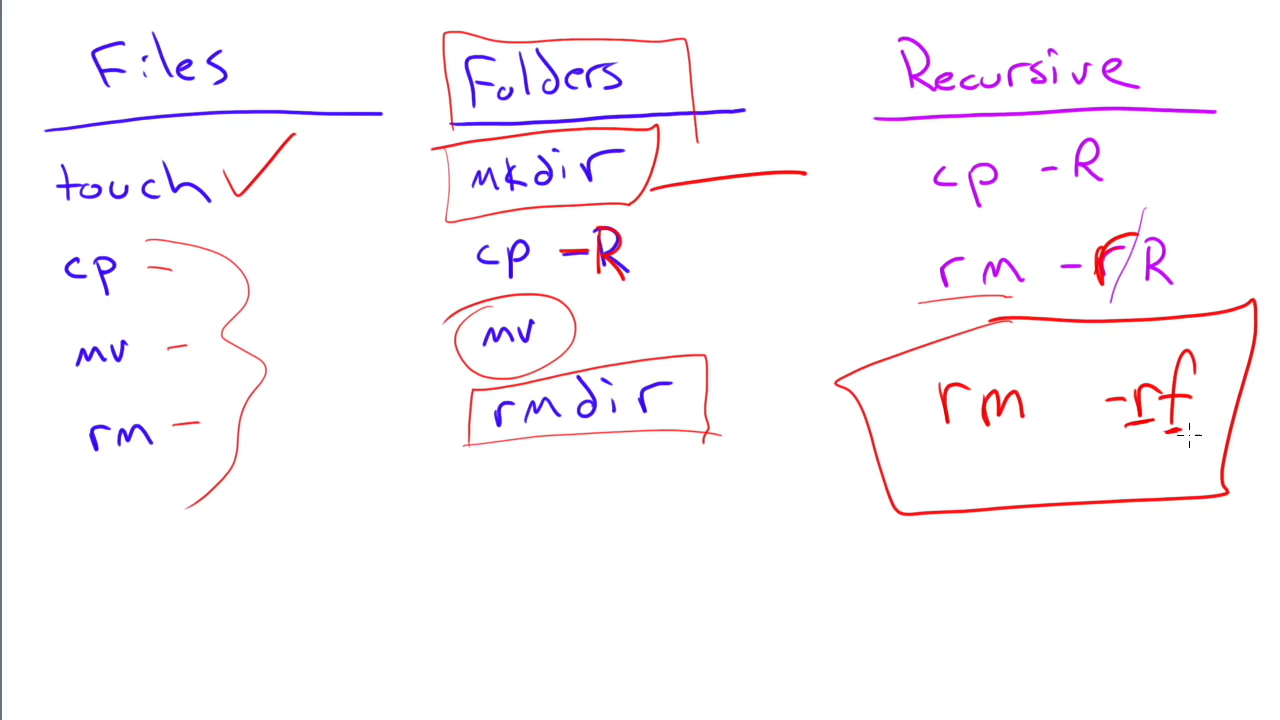 Files
touch
cp -
mv -
rm -
Folders
mkdir
cp -R
mv
rmdir
Recursive
cp -R
rm -r/R
rm -rf